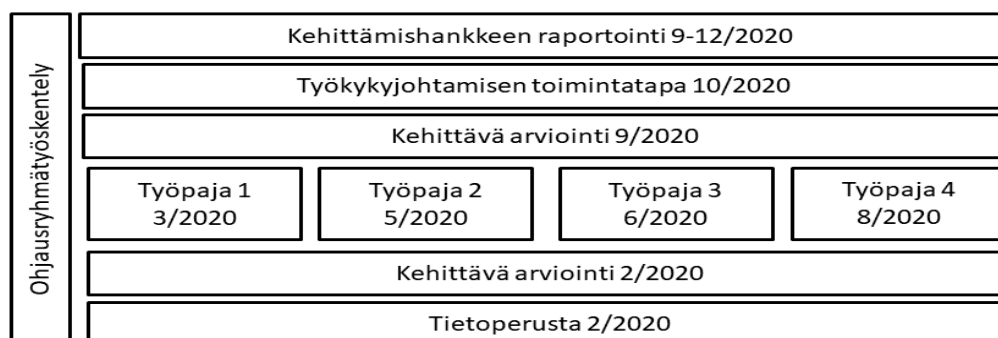 Ohjausryhmätyöskentely
Kehittämishankkeen raportointi 9-12/2020
Työkykyjohtamisen toimintatapa 10/2020
Kehittävä arviointi 9/2020
Työpaja 1
3/2020
Työpaja 2
5/2020
Työpaja 3
6/2020
Työpaja 4
8/2020
Kehittävä arviointi 2/2020
Tietoperusta 2/2020